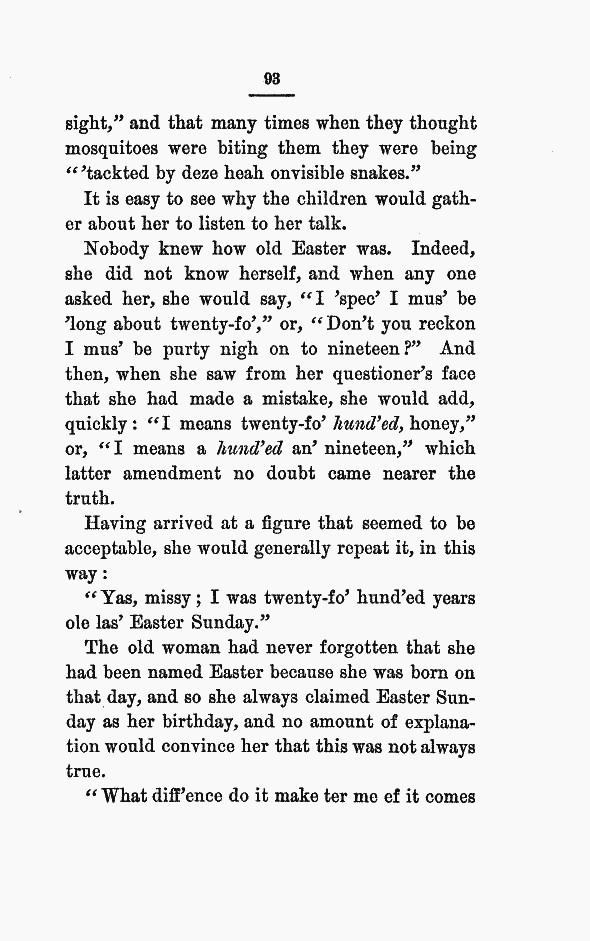 93
sight,” and that many times when they thought
mosquitoes were biting them they were being
“’tackted by deze heah onvisible snakes.”
It is easy to see why the children would gath-
er about her to listen to her talk.
Nobody knew how old Easter was. Indeed,
she did not know herself, and when any one
asked her, she would say, “I ’spec’ I mus’ be
’long about twenty-fo’,” or, “Don’t you reckon
I mus’ be purty nigh on to nineteen?” And
then, when she saw from her questioner’s face
that she had made a mistake, she would add,
quickly: “I means twenty-fo’ hund’ed, honey,”
or, “I means a hund’ed an’ nineteen,” which
latter amendment no doubt came nearer the
truth.
Having arrived at a figure that seemed to be
acceptable, she would generally repeat it, in this
way:
“Yas, missy; I was twenty-fo’ hund’ed years
ole las’ Easter Sunday.”
The old woman had never forgotten that she
had been named Easter because she was born on
that day, and so she always claimed Easter Sun-
day as her birthday, and no amount of explana-
tion would convince her that this was not always
true.
“What diff’ence do it make ter me ef it comes